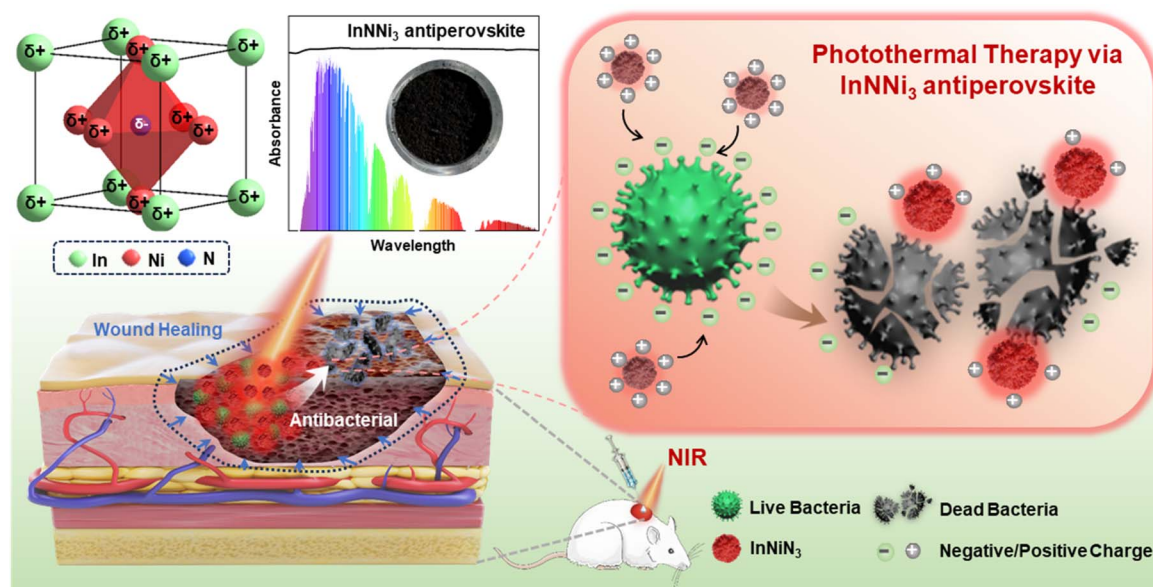 δ+ δ+
δ+ δ+
δ+
δ+ δ- δ+
δ+ δ+
δ+ δ+
δ+ δ+
δ+ δ+
In Ni N
InNNi₃ antiperovskite
Absorbance
Wavelength
Photothermal Therapy via
InNNi₃ antiperovskite
Wound Healing
Antibacterial
NIR
Live Bacteria
Dead Bacteria
InNiN₃
Negative/Positive Charge